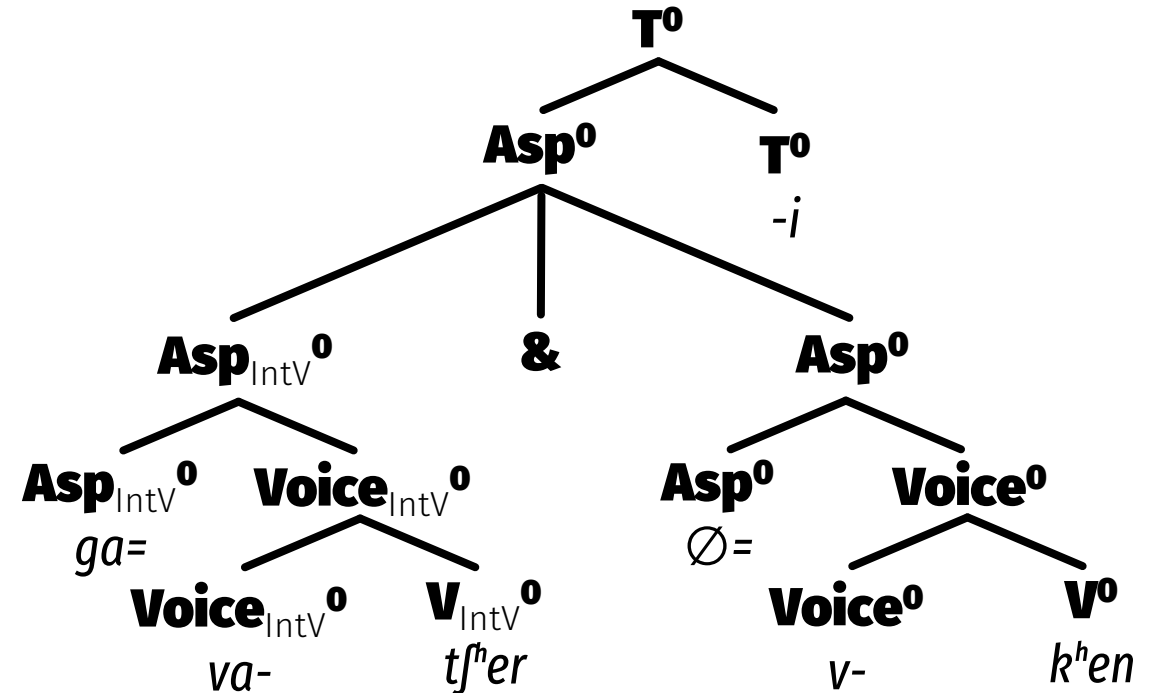 T⁰
Asp⁰ T⁰
-i
Asp_IntV⁰ & Asp⁰
Asp_IntV⁰ Voice_IntV⁰ Asp⁰ Voice⁰
ga= ∅=
Voice_IntV⁰ V_IntV⁰ Voice⁰ V⁰
va- tʃʰer v- kʰen